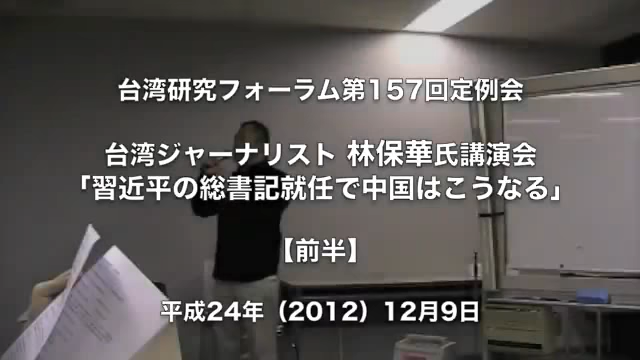 台湾研究フォーラム第157回定例会
台湾ジャーナリスト 林保華氏講演会
「習近平の総書記就任で中国はこうなる」
【前半】
平成24年（2012）12月9日